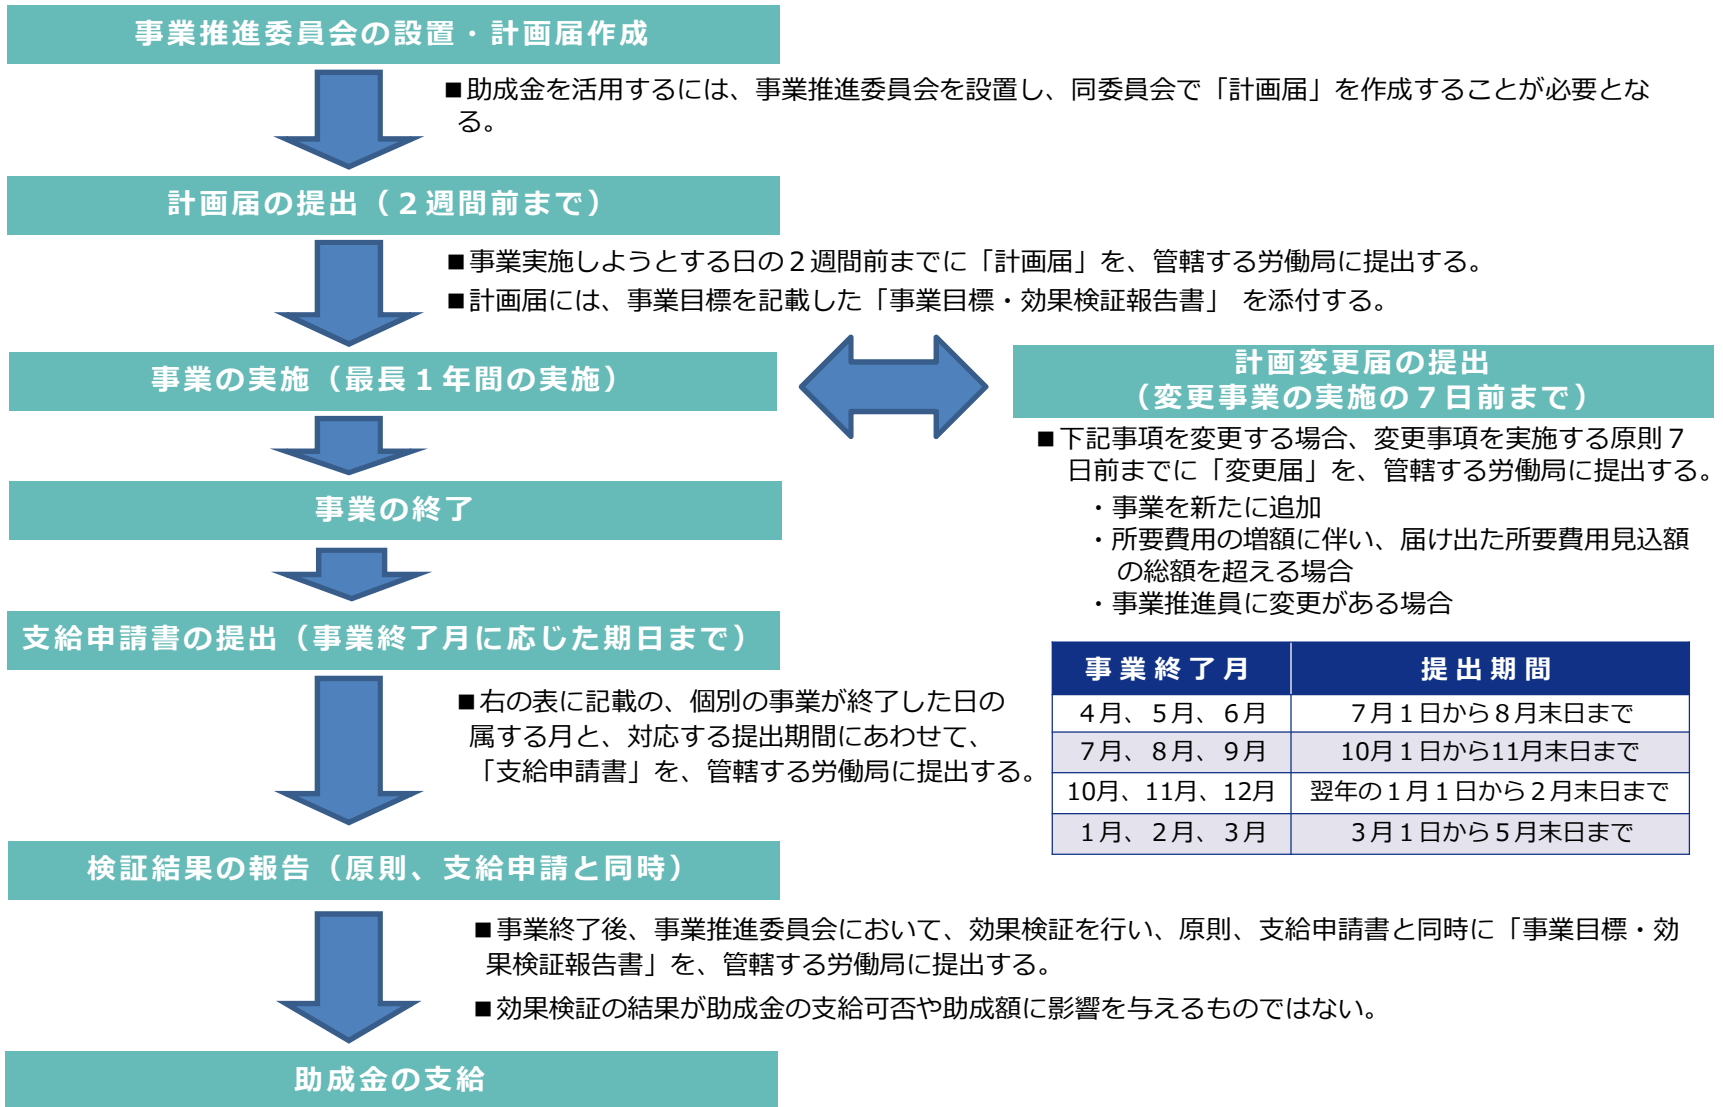 事業推進委員会の設置・計画届作成
■助成金を活用するには、事業推進委員会を設置し、同委員会で「計画届」を作成することが必要とな
る。
計画届の提出（２週間前まで）
■事業実施しようとする日の２週間前までに「計画届」を、管轄する労働局に提出する。
■計画届には、事業目標を記載した「事業目標・効果検証報告書」 を添付する。
事業の実施（最長１年間の実施）
計画変更届の提出
（変更事業の実施の７日前まで）
■下記事項を変更する場合、変更事項を実施する原則７
日前までに「変更届」を、管轄する労働局に提出する。
・事業を新たに追加
・所要費用の増額に伴い、届け出た所要費用見込額
の総額を超える場合
・事業推進員に変更がある場合
事業の終了
支給申請書の提出（事業終了月に応じた期日まで）
■右の表に記載の、個別の事業が終了した日の
属する月と、対応する提出期間にあわせて、
「支給申請書」を、管轄する労働局に提出する。
事業終了月 提出期間
４月、５月、６月 ７月１日から８月末日まで
７月、８月、９月 10月１日から11月末日まで
10月、11月、12月 翌年の１月１日から２月末日まで
１月、２月、３月 ３月１日から５月末日まで
検証結果の報告（原則、支給申請と同時）
■事業終了後、事業推進委員会において、効果検証を行い、原則、支給申請書と同時に「事業目標・効
果検証報告書」を、管轄する労働局に提出する。
■効果検証の結果が助成金の支給可否や助成額に影響を与えるものではない。
助成金の支給